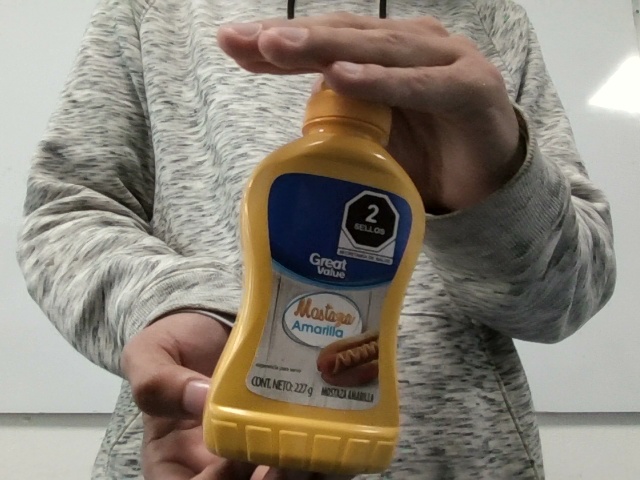 2
SELLOS
Great
Value
Mostaza
Amarilla
CONT. NETO: 227 g
MOSTAZA AMARILLA